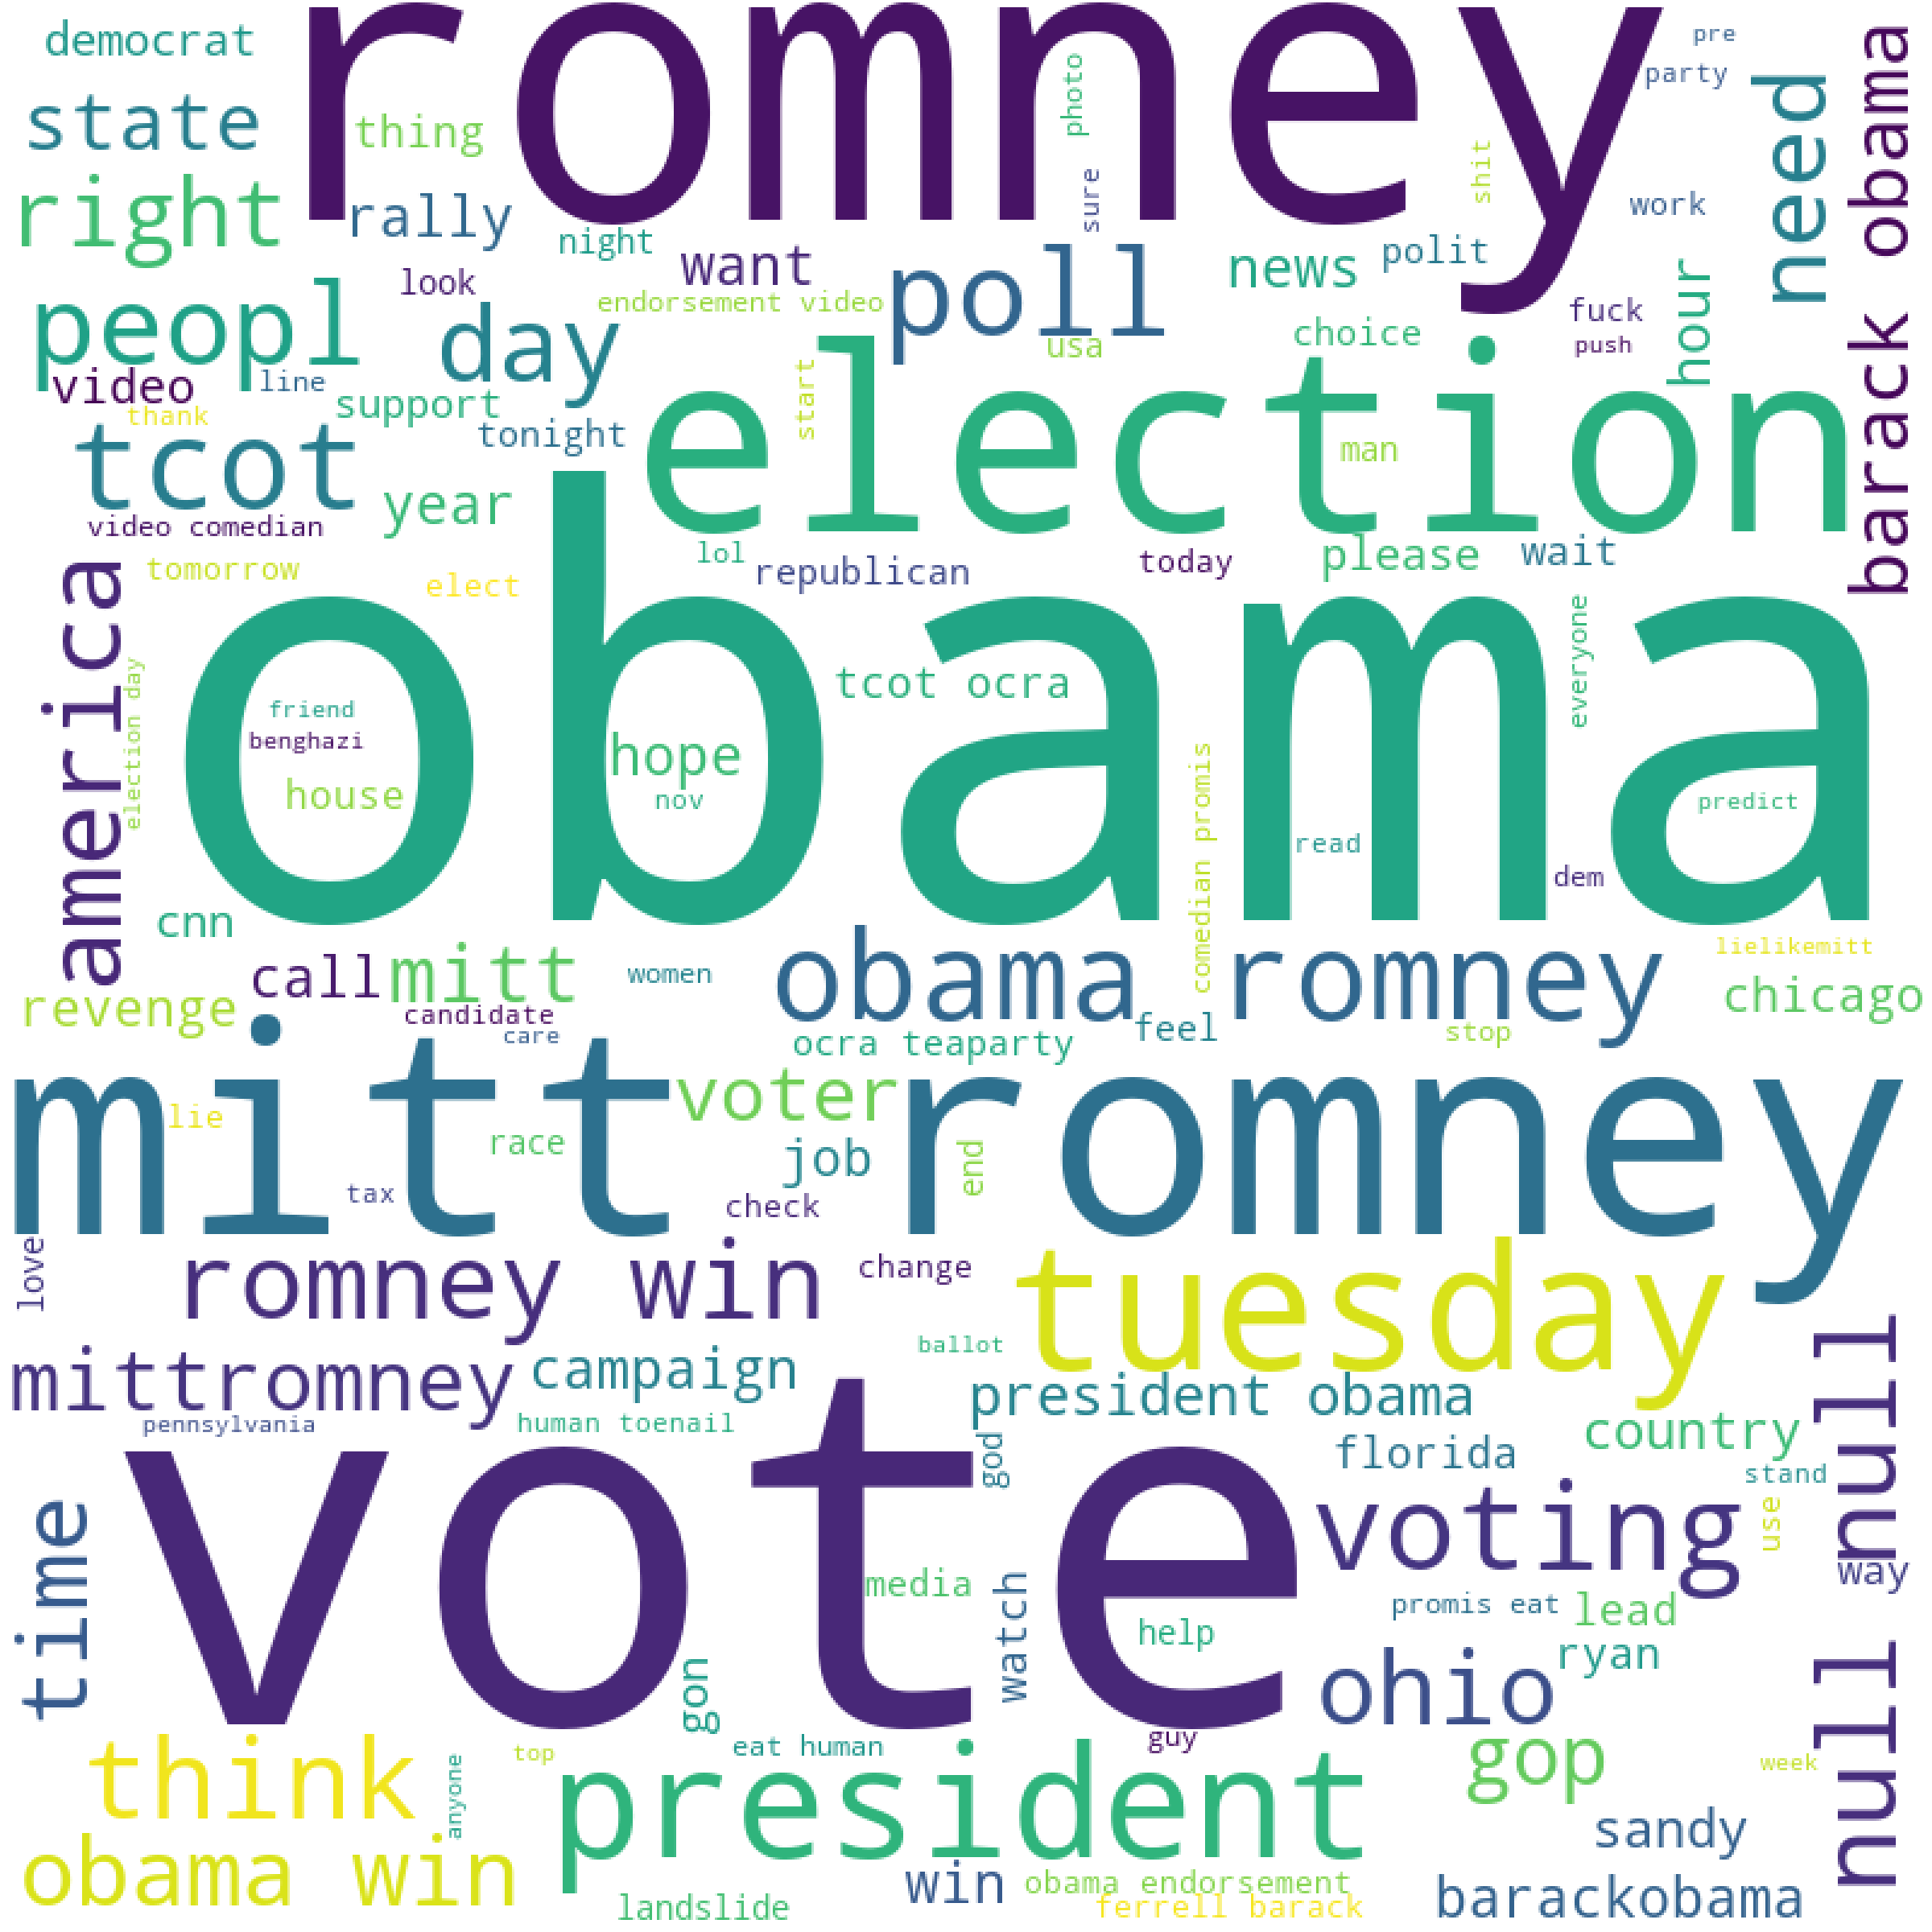 romney
democrat
pre
party
barack obama
state
thing
photo
need
right
rally
sure
shit
work
night
want
poll
news
polit
hour
look
endorsement video
peopl
day
usa
choice
fuck
push
video
line
support
start
election
thank
tonight
man
tcot
year
video comedian
lol
republican
today
please
wait
tomorrow
elect
america
obama
everyone
election day
tcot ocra
friend
benghazi
hope
house
nov
comedian promis
predict
read
dem
cnn
call
mitt
women
obama romney
lielikemitt
revenge
candidate
care
feel
stop
chicago
ocra teaparty
mitt romney
voter
lie
race
job
end
tax
check
love
romney win
change
tuesday
null null
ballot
mittromney
campaign
president obama
pennsylvania
human toenail
god
florida
country
stand
vote
voting
use
time
media
watch
way
promis eat
lead
help
ryan
gon
ohio
think
top
anyone
eat human
guy
president
gop
week
sandy
obama win
win
obama endorsement
landslide
ferrell barack
barackobama